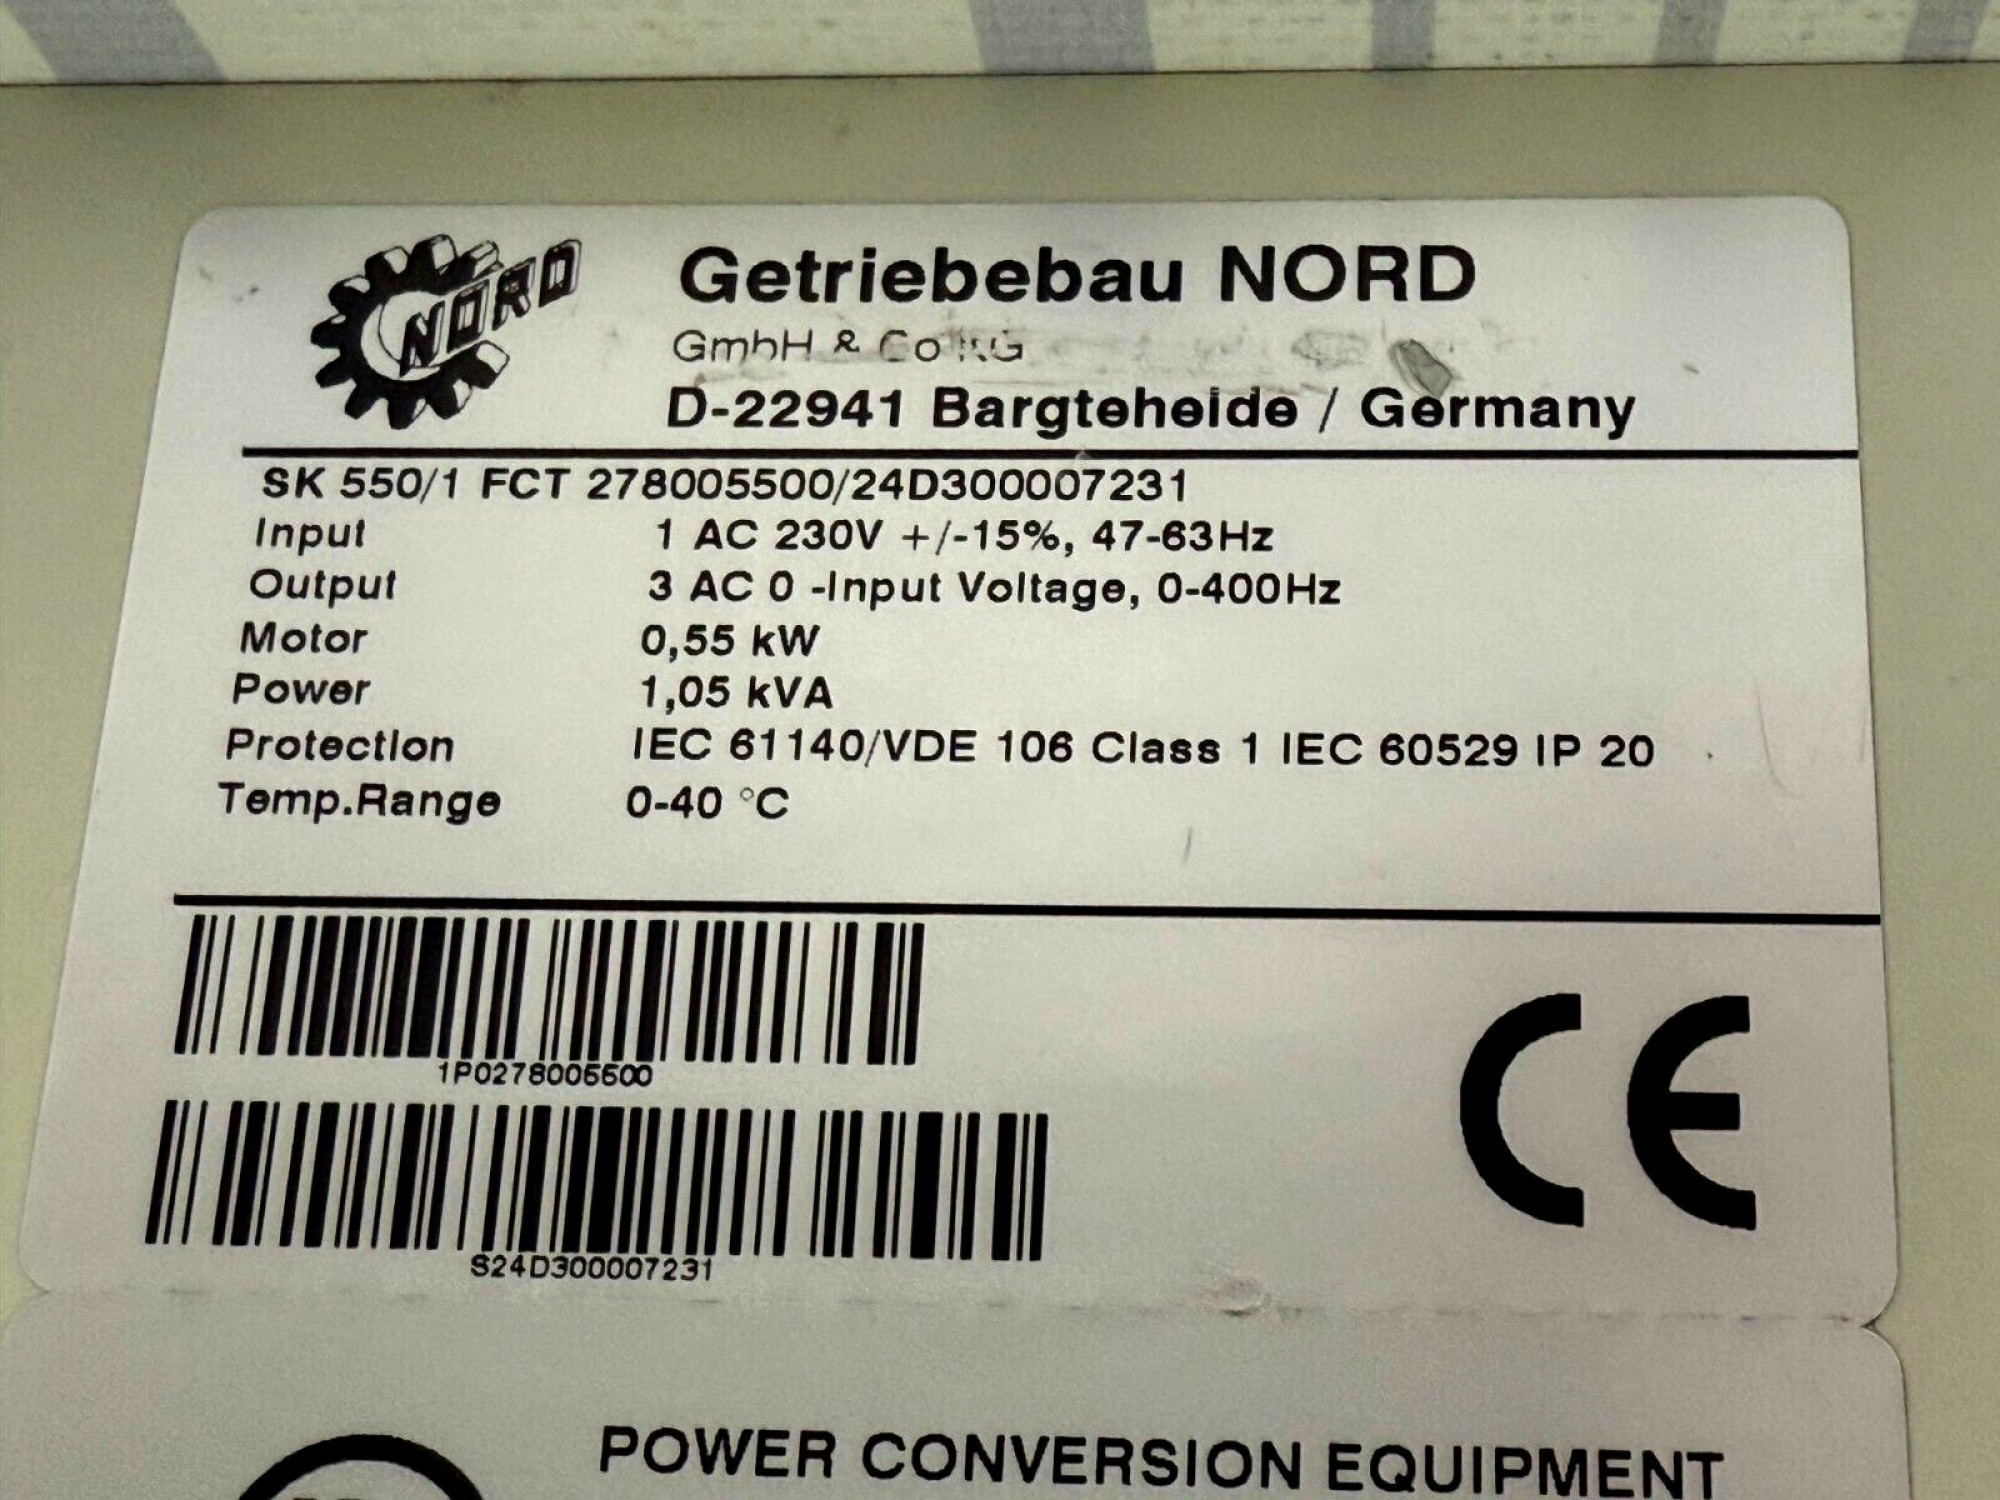 NORD
Getriebebau NORD
GmbH & Co KG
D-22941 Bargteheide / Germany
SK 550/1 FCT 278005500/24D300007231
Input 1 AC 230V +/-15%, 47-63Hz
Output 3 AC 0 -Input Voltage, 0-400Hz
Motor 0,55 kW
Power 1,05 kVA
Protection IEC 61140/VDE 106 Class 1 IEC 60529 IP 20
Temp.Range 0-40 °C
1P0278005500
S24D300007231
CE
POWER CONVERSION EQUIPMENT